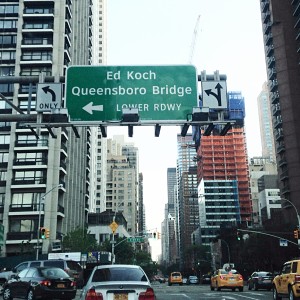 Ed Koch
Queensboro Bridge
LOWER RDWY
ONLY